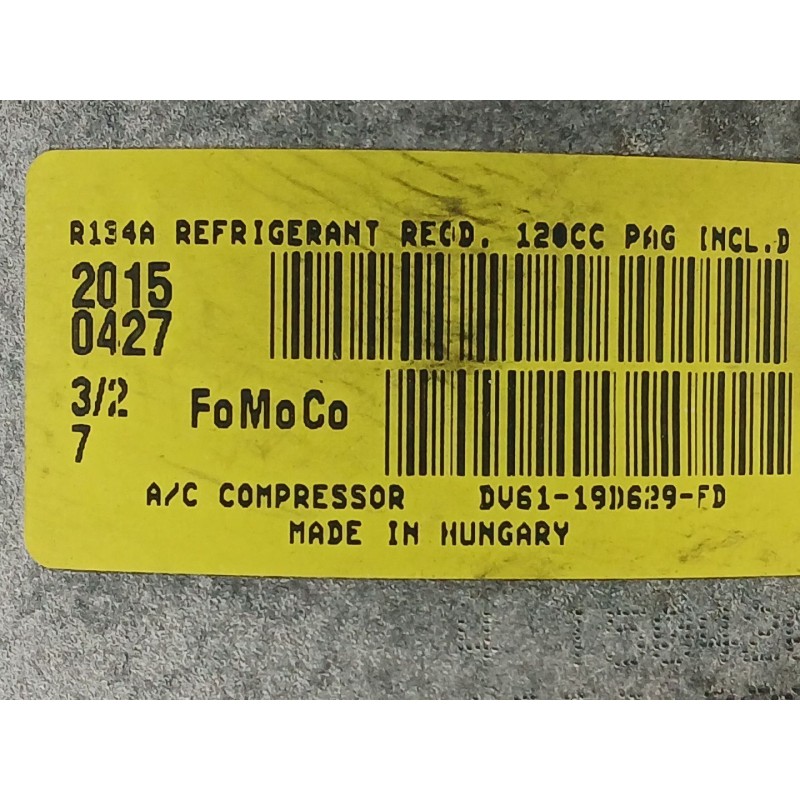 R134A REFRIGERANT REQD. 120CC PAG INCL.D
2015
0427
3/2
7
FoMoCo
A/C COMPRESSOR DV61-19D629-FD
MADE IN HUNGARY